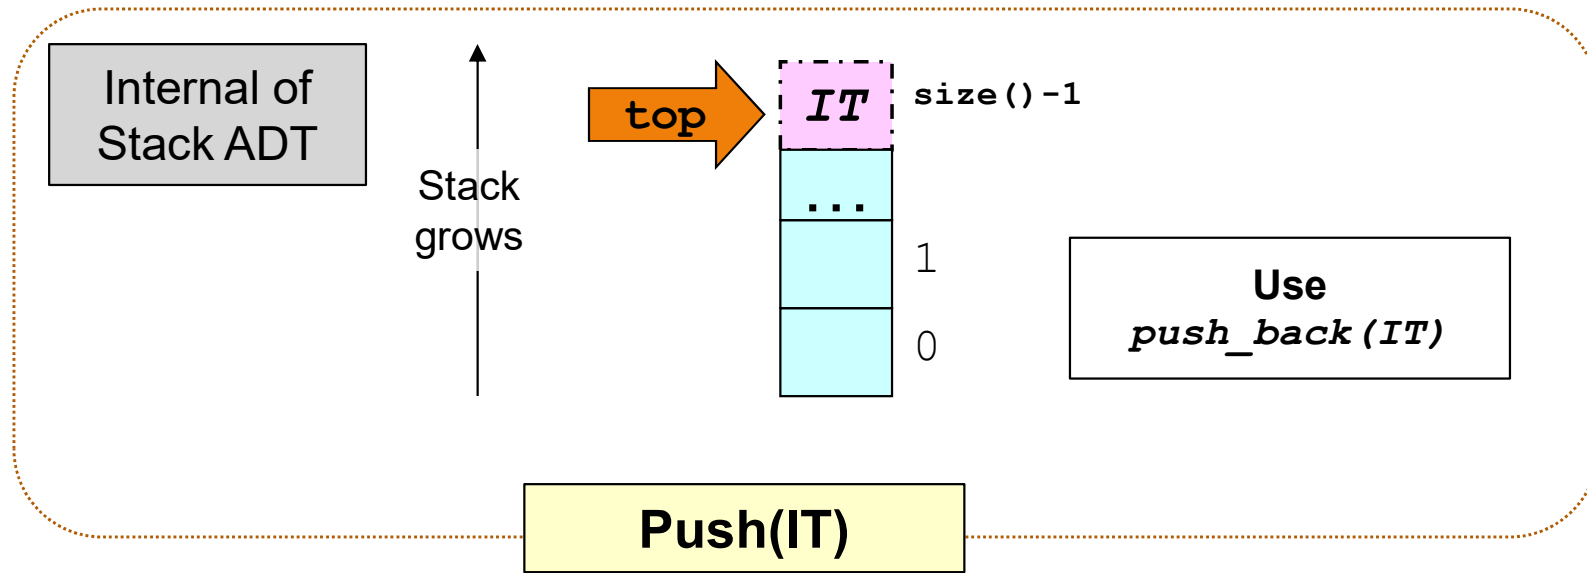 Internal of
Stack ADT
Stack
grows
top
IT
size()-1
...
1
0
Use
push_back(IT)
Push(IT)